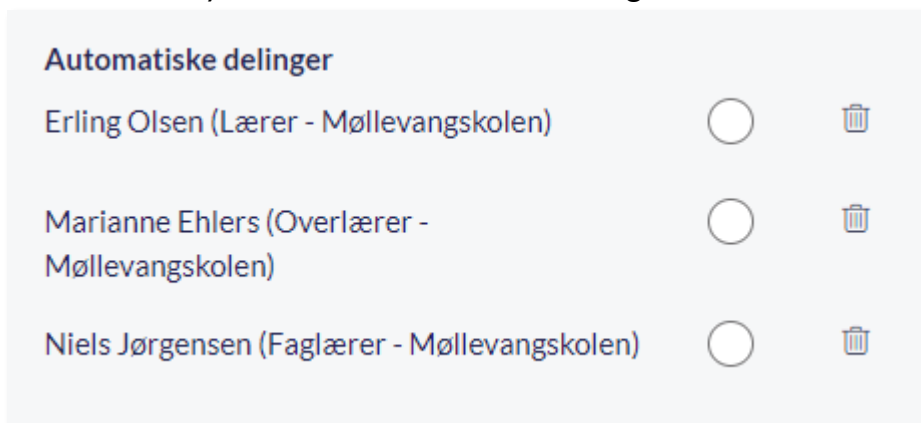 Automatiske delinger
Erling Olsen (Lærer - Møllevangskolen)
Marianne Ehlers (Overlærer -
Møllevangskolen)
Niels Jørgensen (Faglærer - Møllevangskolen)